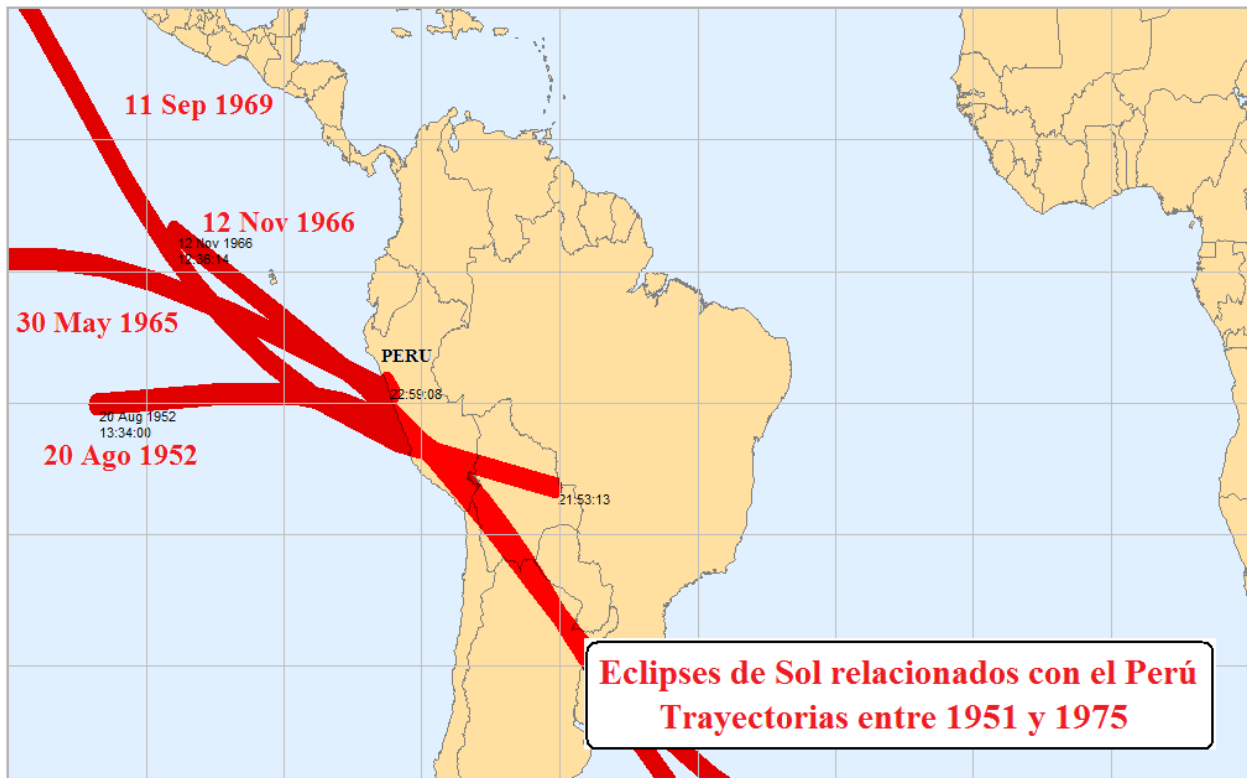 11 Sep 1969
12 Nov 1966
12 Nov 1966
12:36:14
30 May 1965
PERU
22:59:08
20 Aug 1952
13:34:00
20 Ago 1952
21:53:13
Eclipses de Sol relacionados con el Perú
Trayectorias entre 1951 y 1975